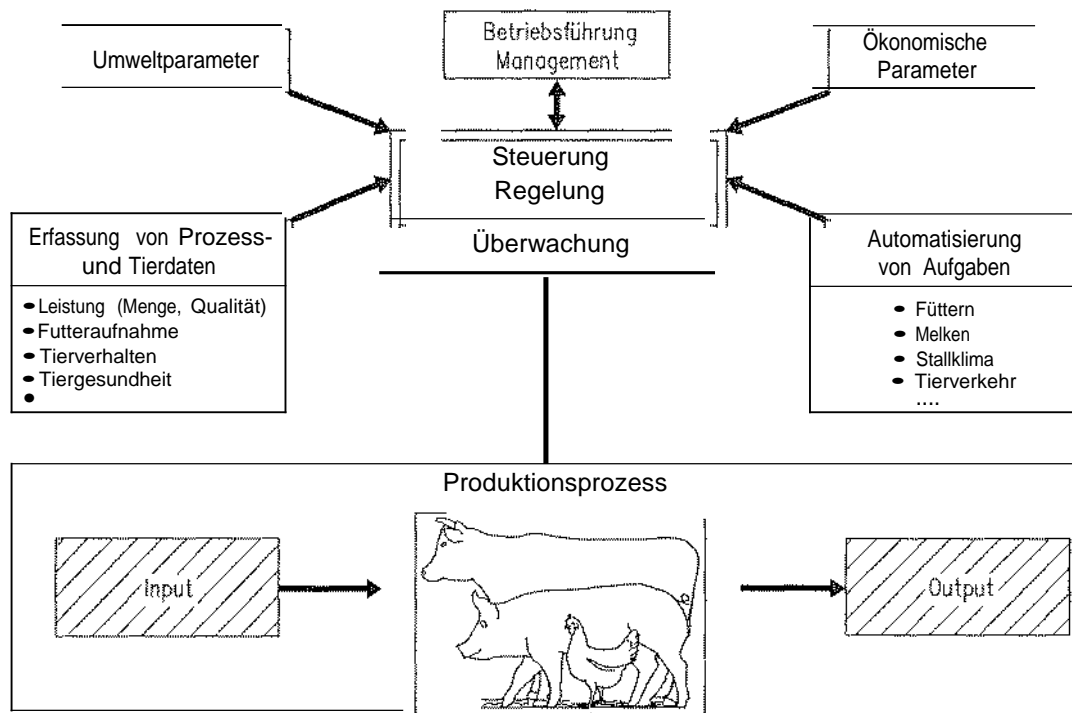 Umweltparameter
Betriebsführung
Management
Ökonomische
Parameter
Steuerung
Regelung
Überwachung
Erfassung von Prozess-
und Tierdaten
• Leistung (Menge, Qualität)
• Futteraufnahme
• Tierverhalten
• Tiergesundheit
•
Automatisierung
von Aufgaben
• Füttern
• Melken
• Stallklima
• Tierverkehr
....
Produktionsprozess
Input
Output